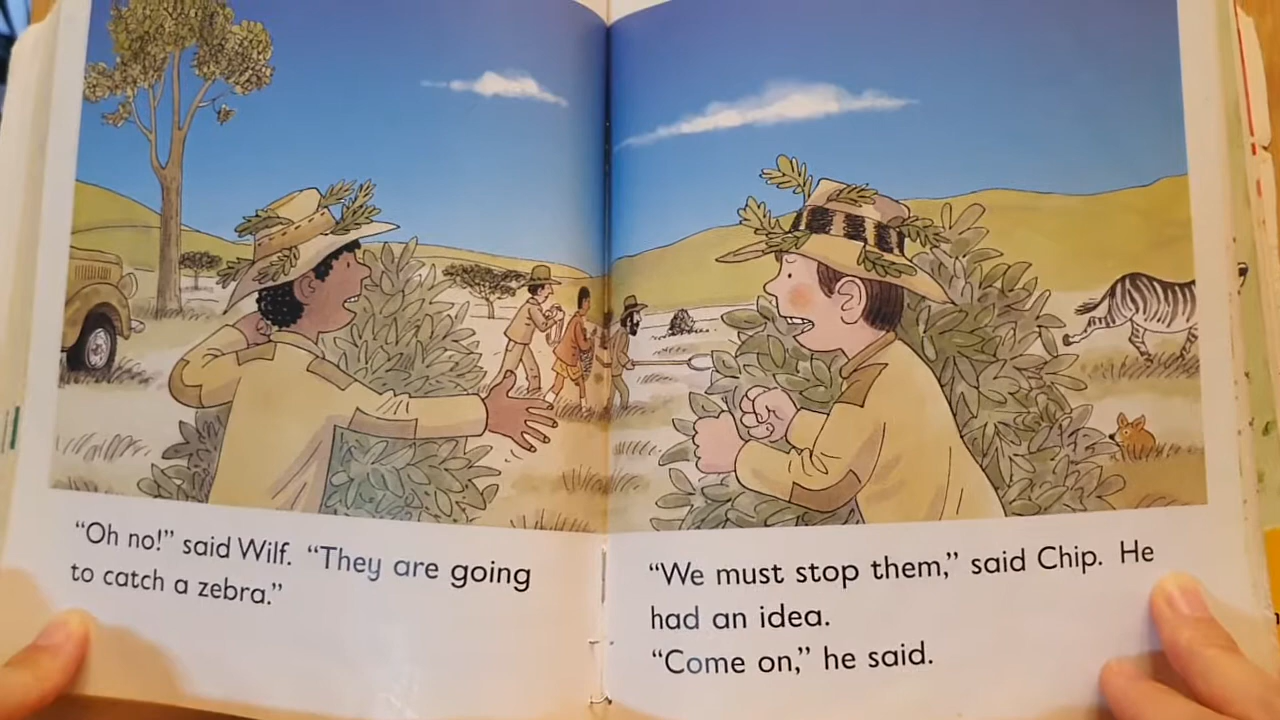 “Oh no!” said Wilf. “They are going
to catch a zebra.”
“We must stop them,” said Chip. He
had an idea.
“Come on,” he said.